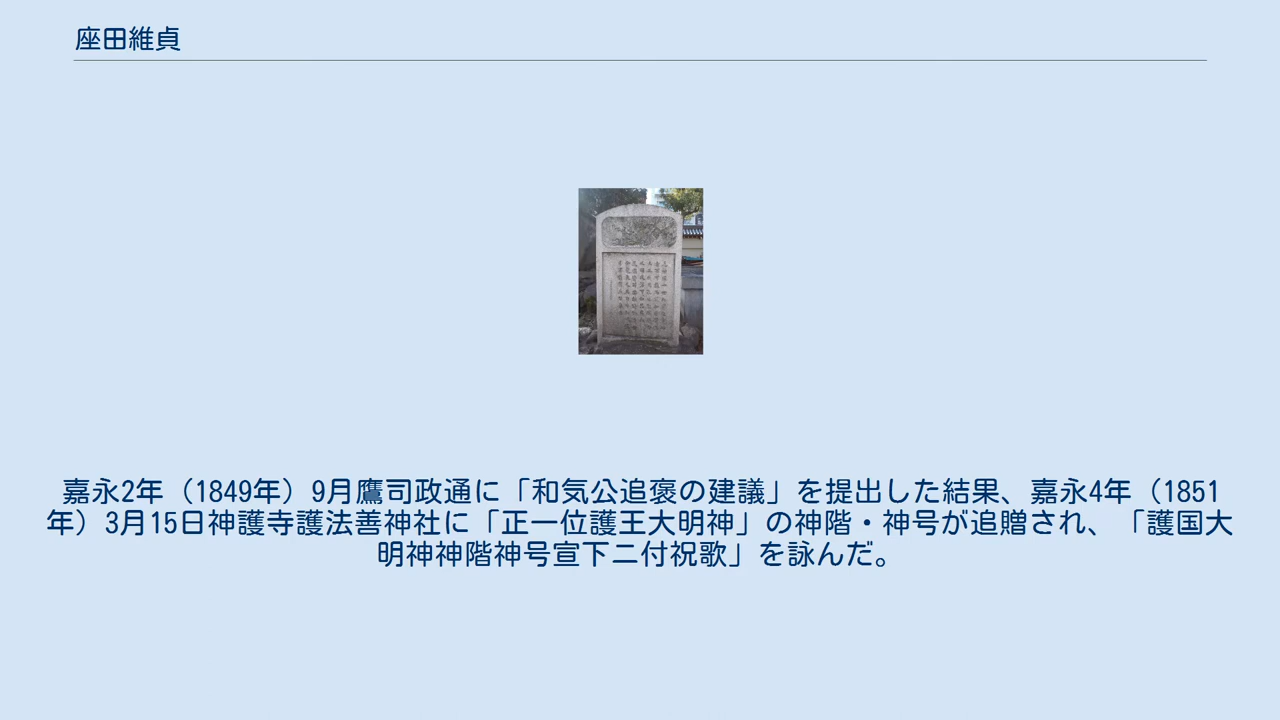 座田維貞
嘉永2年（1849年）9月鷹司政通に「和気公追褒の建議」を提出した結果、嘉永4年（1851
年）3月15日神護寺護法善神社に「正一位護王大明神」の神階・神号が追贈され、「護国大
明神神階神号宣下ニ付祝歌」を詠んだ。